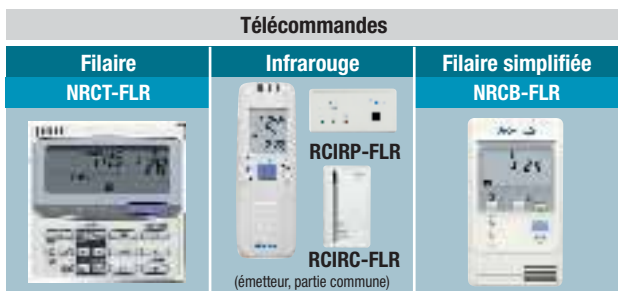 Télécommandes
Filaire
Infrarouge
Filaire simplifiée
NRCT-FLR
NRCB-FLR
RCIRP-FLR
RCIRC-FLR
(émetteur, partie commune)